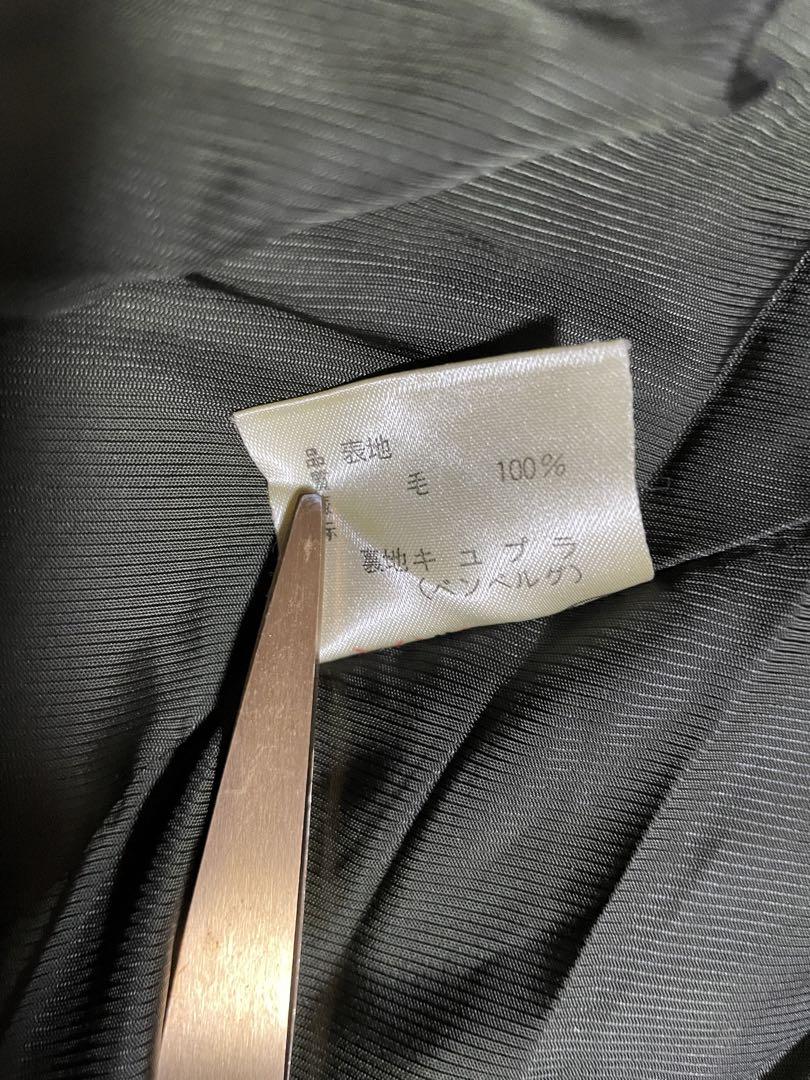 表地
毛 100%
裏地キュプラ
(ベンベルグ)